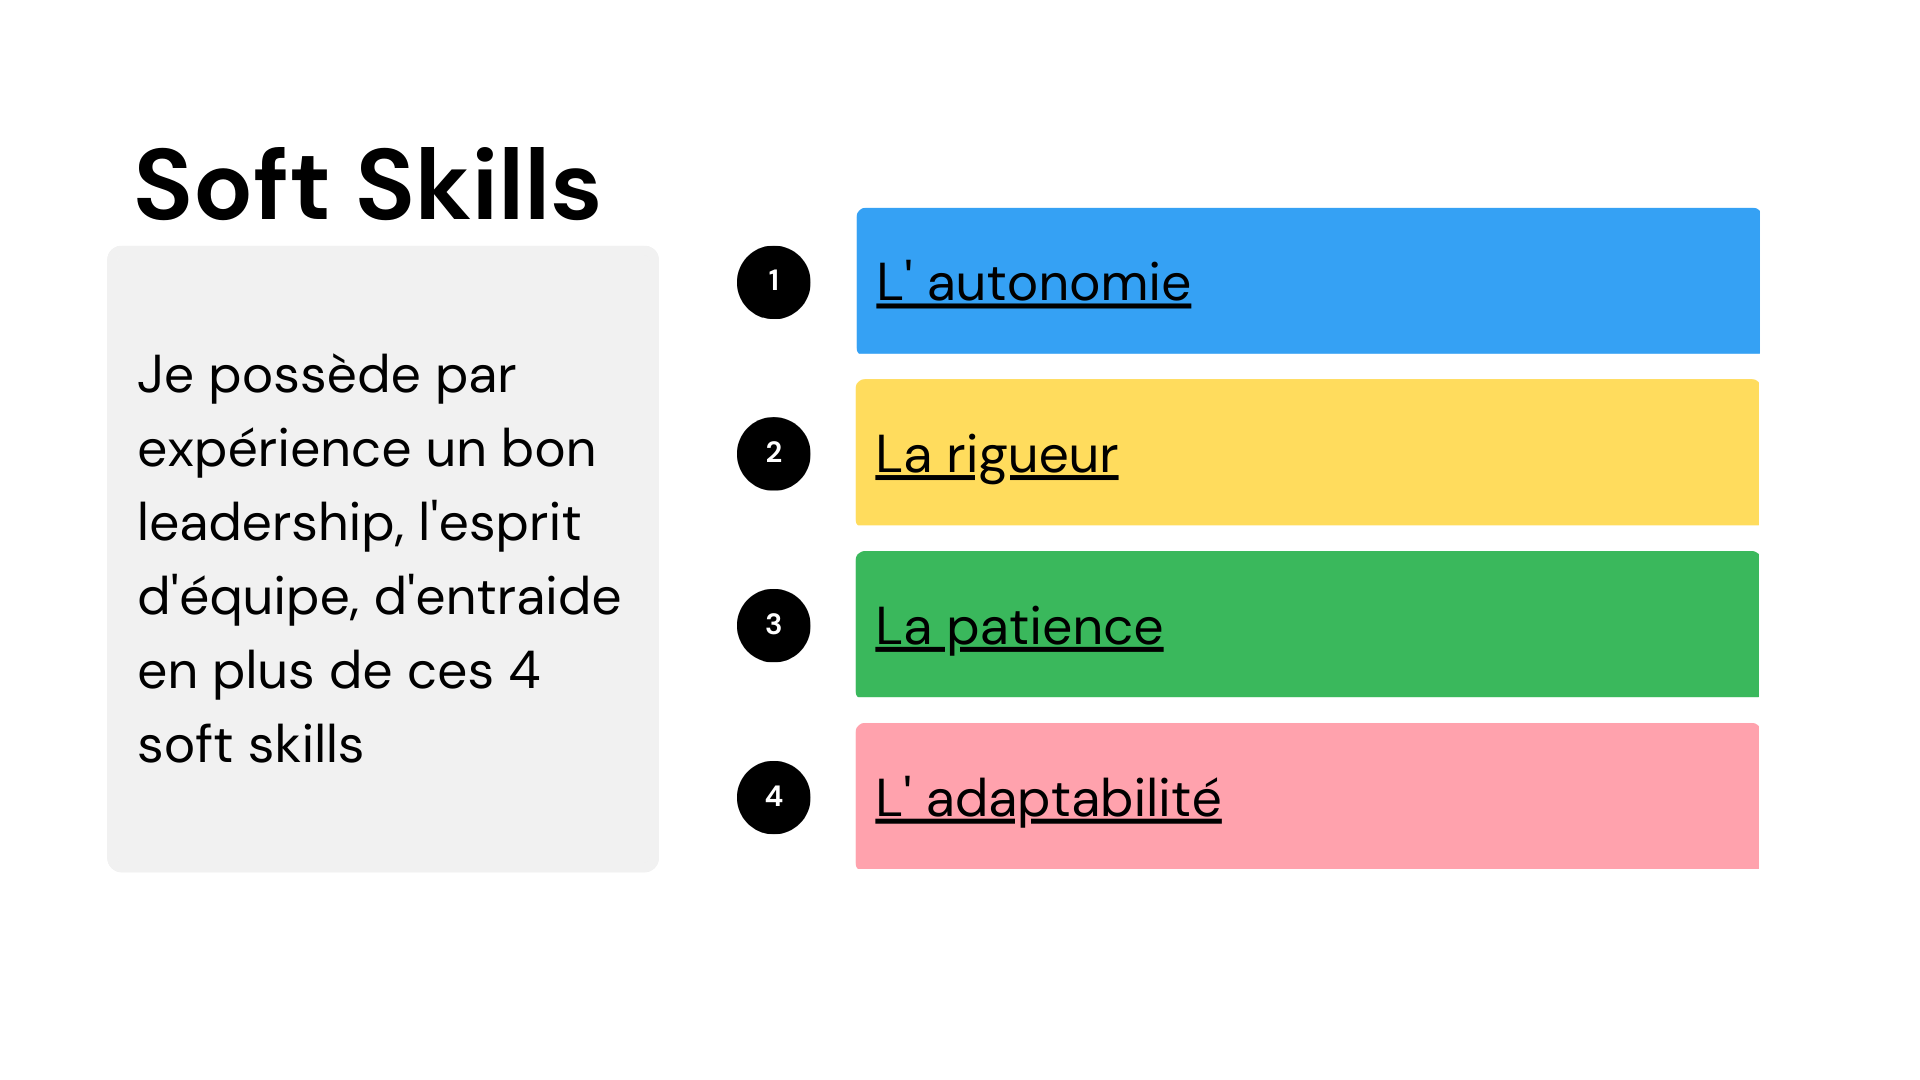 Soft Skills
Je possède par
expérience un bon
leadership, l'esprit
d'équipe, d'entraide
en plus de ces 4
soft skills
1
L' autonomie
2
La rigueur
3
La patience
4
L' adaptabilité